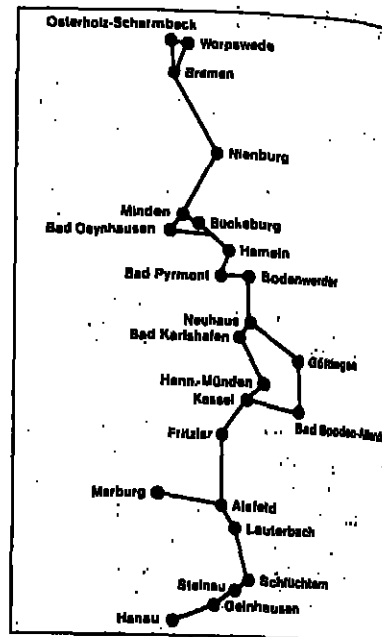 Osterholz-Scharmbeck
Worpswede
Bremen
Nienburg
Minden
Bückeburg
Bad Oeynhausen
Hameln
Bad Pyrmont
Bodenwerder
Neuhaus
Bad Karlshafen
Göttingen
Hann.-Münden
Kassel
Bad Sooden-Allend
Fritzlar
Marburg
Alsfeld
Lauterbach
Schlüchtern
Steinau
Gelnhausen
Hanau